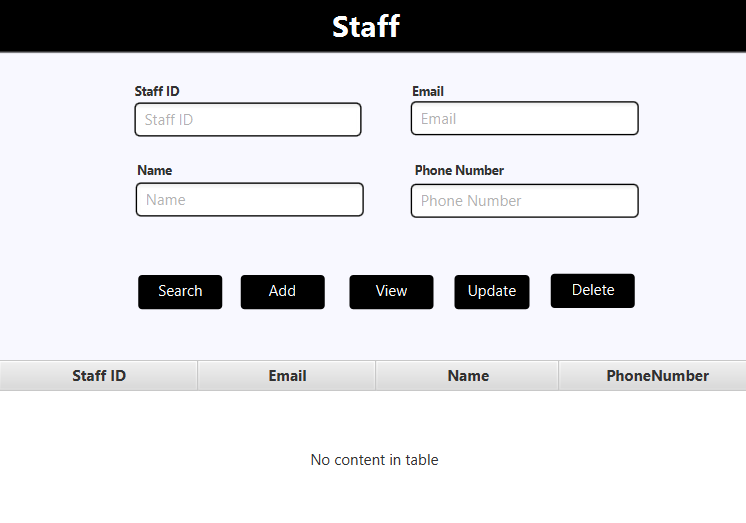 Staff
Staff ID Email
Staff ID Email
Name Phone Number
Name Phone Number
Search Add View Update Delete
Staff ID Email Name PhoneNumber
No content in table